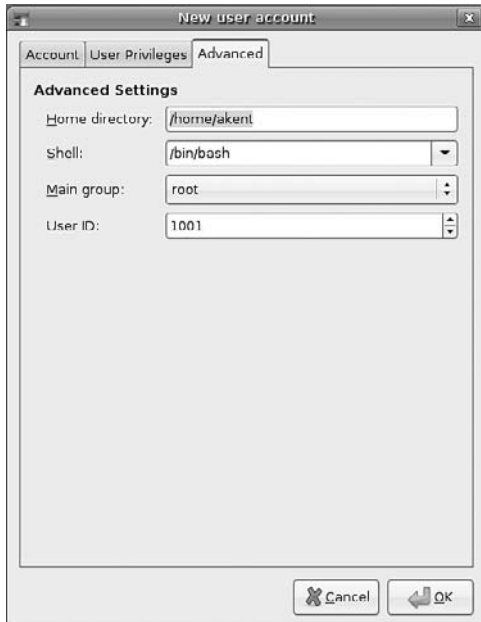 New user account
Account User Privileges Advanced
Advanced Settings
Home directory: /home/akent
Shell: /bin/bash
Main group: root
User ID: 1001
Cancel OK